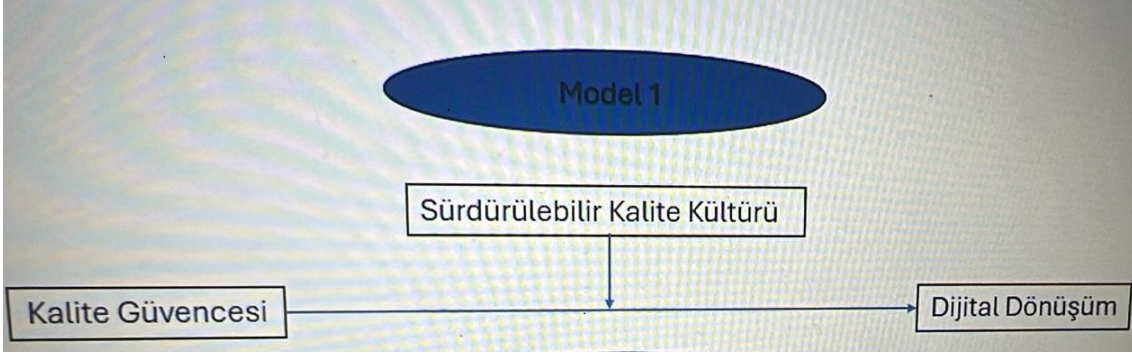 Model 1
Sürdürülebilir Kalite Kültürü
Kalite Güvencesi
Dijital Dönüşüm